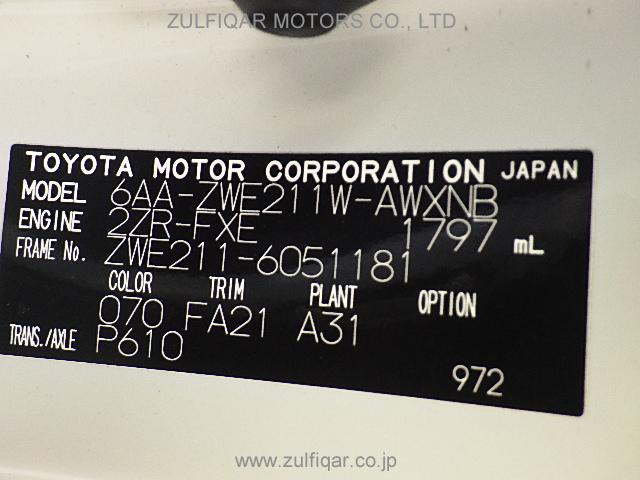 ZULFIQAR MOTORS CO., LTD
TOYOTA MOTOR CORPORATION JAPAN
MODEL 6AA-ZWE211W-AWXNB
ENGINE 2ZR-FXE 1797 mL
FRAME No. ZWE211-6051181
COLOR TRIM PLANT OPTION
070 FA21 A31
TRANS./AXLE P610
972
www.zulfiqar.co.jp